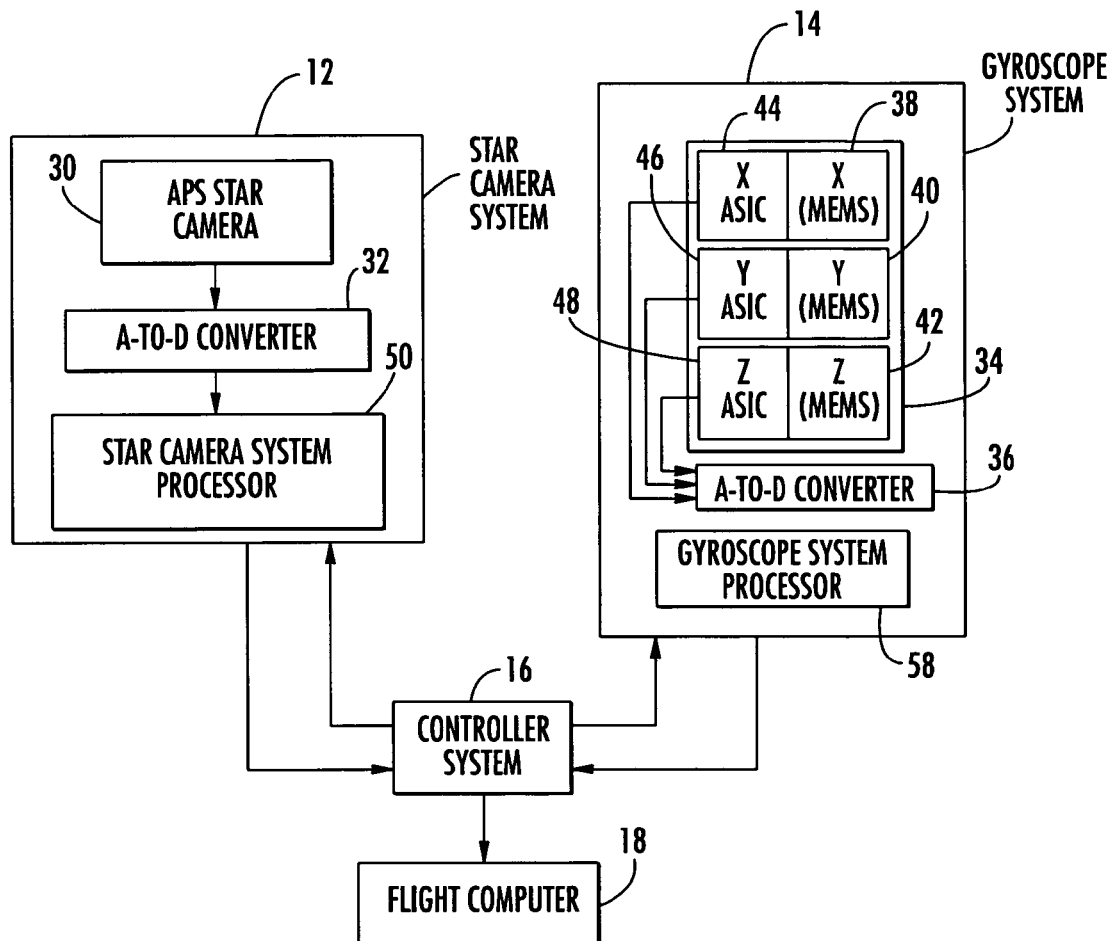 12
STAR
CAMERA
SYSTEM
30
APS STAR
CAMERA
32
A-TO-D CONVERTER
50
STAR CAMERA SYSTEM
PROCESSOR
14
GYROSCOPE
SYSTEM
44
38
46
X
ASIC
X
(MEMS)
40
Y
ASIC
Y
(MEMS)
48
42
Z
ASIC
Z
(MEMS)
34
36
A-TO-D CONVERTER
GYROSCOPE SYSTEM
PROCESSOR
58
16
CONTROLLER
SYSTEM
18
FLIGHT COMPUTER